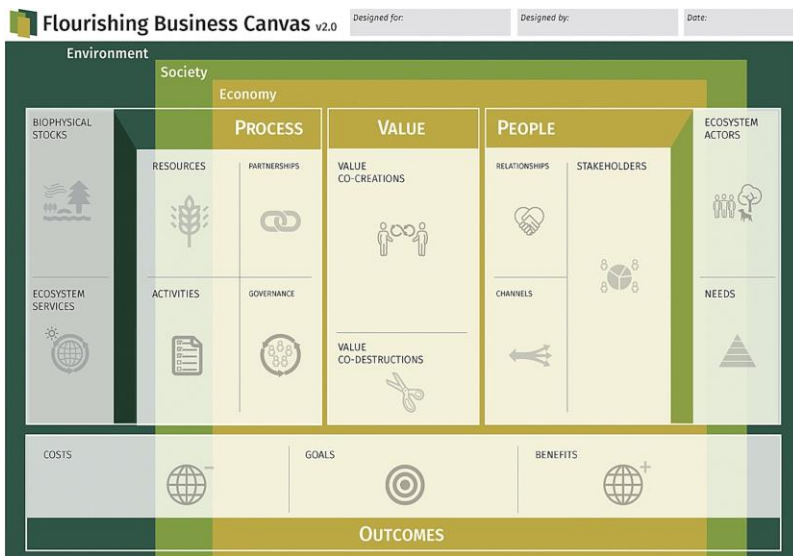 Flourishing Business Canvas v2.0
Designed for:
Designed by:
Date:
Environment
Society
Economy
BIOPHYSICAL
STOCKS
PROCESS
VALUE
PEOPLE
ECOSYSTEM
ACTORS
RESOURCES
PARTNERSHIPS
VALUE
CO-CREATIONS
RELATIONSHIPS
STAKEHOLDERS
ECOSYSTEM
SERVICES
ACTIVITIES
GOVERNANCE
CHANNELS
NEEDS
VALUE
CO-DESTRUCTIONS
COSTS
GOALS
BENEFITS
OUTCOMES